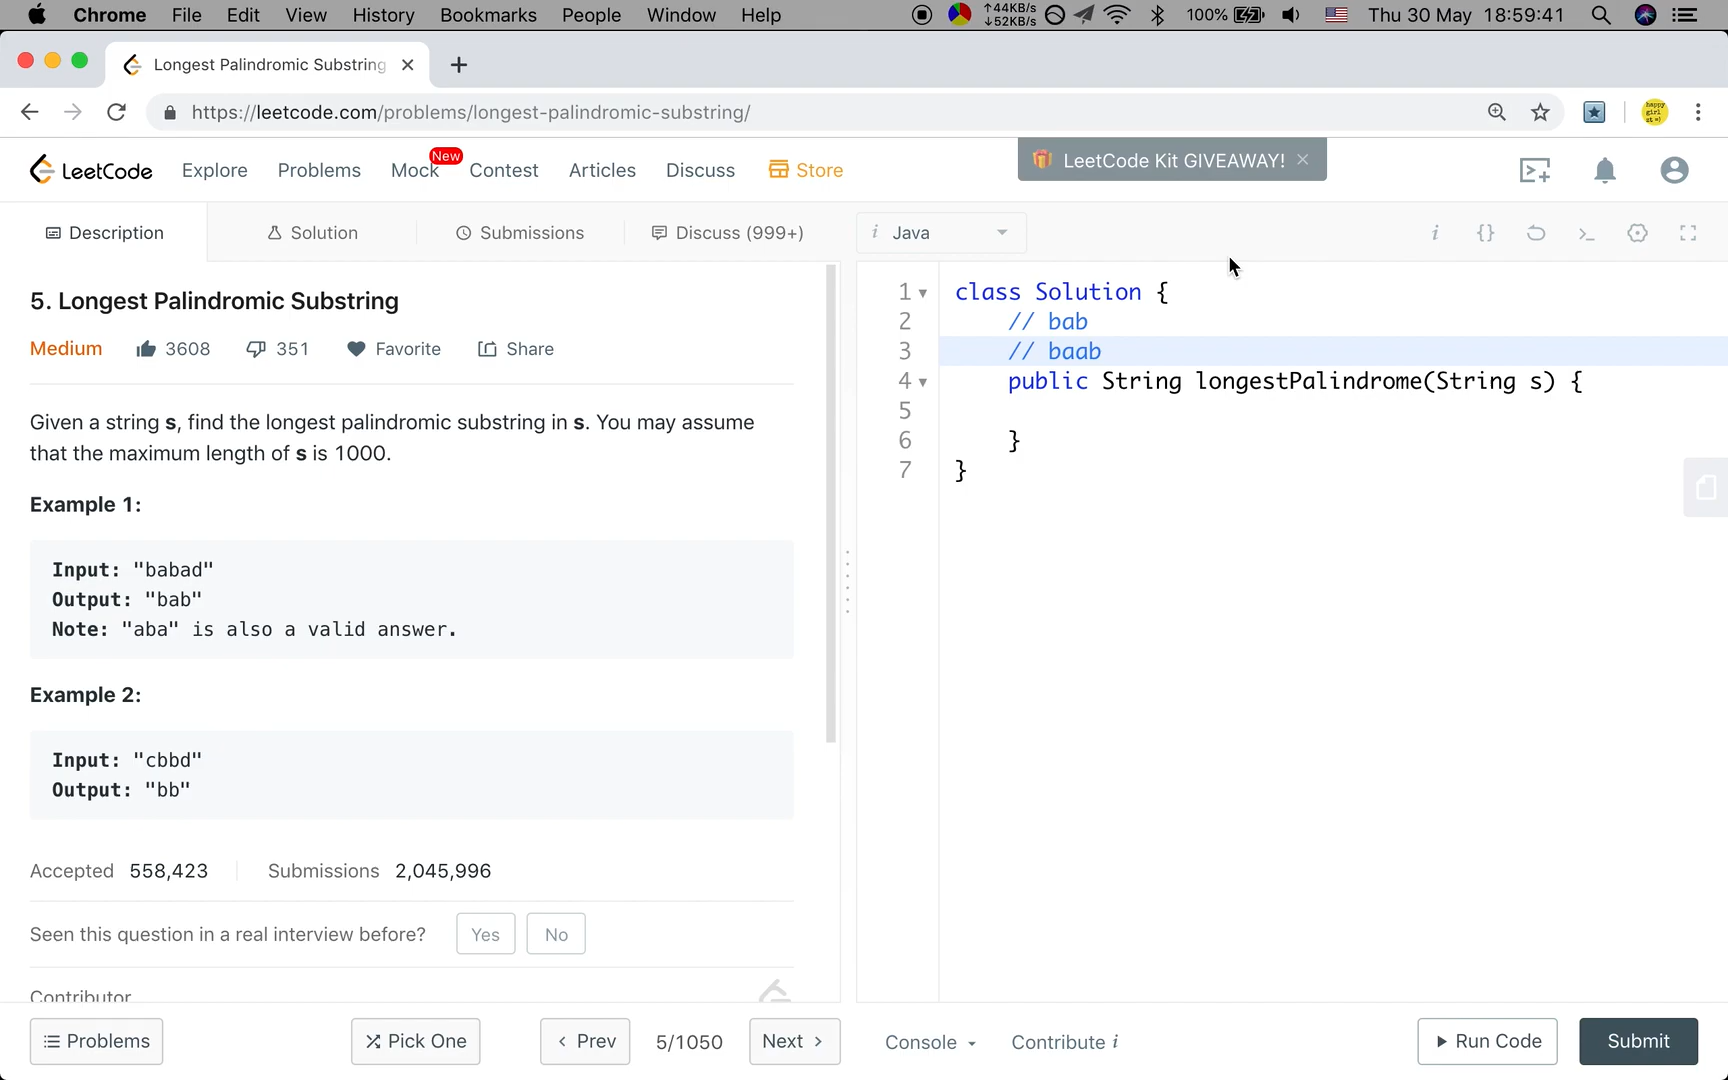 Chrome File Edit View History Bookmarks People Window Help ↑44KB/s ↓52KB/s 100% Thu 30 May 18:59:41
Longest Palindromic Substring
https://leetcode.com/problems/longest-palindromic-substring/
happy girl
LeetCode Explore Problems Mock New Contest Articles Discuss Store LeetCode Kit GIVEAWAY!
Description Solution Submissions Discuss (999+) i Java i {}
5. Longest Palindromic Substring
Medium 3608 351 Favorite Share
Given a string s, find the longest palindromic substring in s. You may assume
that the maximum length of s is 1000.
Example 1:
Input: "babad"
Output: "bab"
Note: "aba" is also a valid answer.
Example 2:
Input: "cbbd"
Output: "bb"
Accepted 558,423 Submissions 2,045,996
Seen this question in a real interview before? Yes No
Contributor
1 class Solution {
2 // bab
3 // baab
4 public String longestPalindrome(String s) {
5
6 }
7 }
Problems Pick One < Prev 5/1050 Next > Console Contribute i Run Code Submit